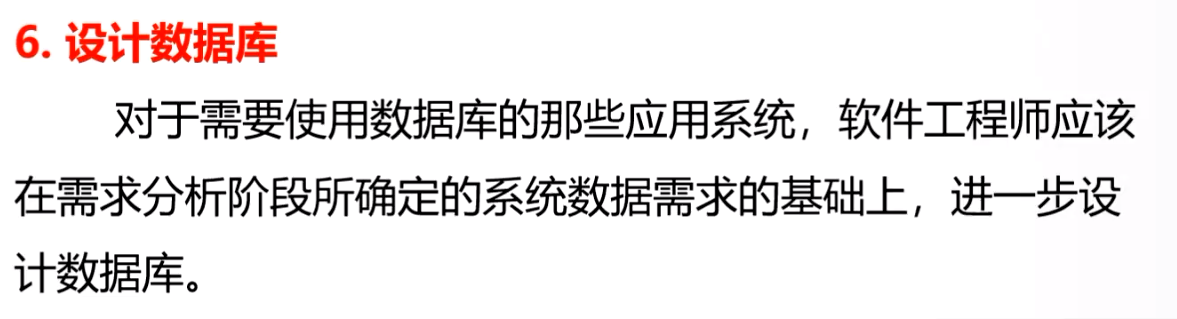 6. 设计数据库
对于需要使用数据库的那些应用系统，软件工程师应该
在需求分析阶段所确定的系统数据需求的基础上，进一步设
计数据库。